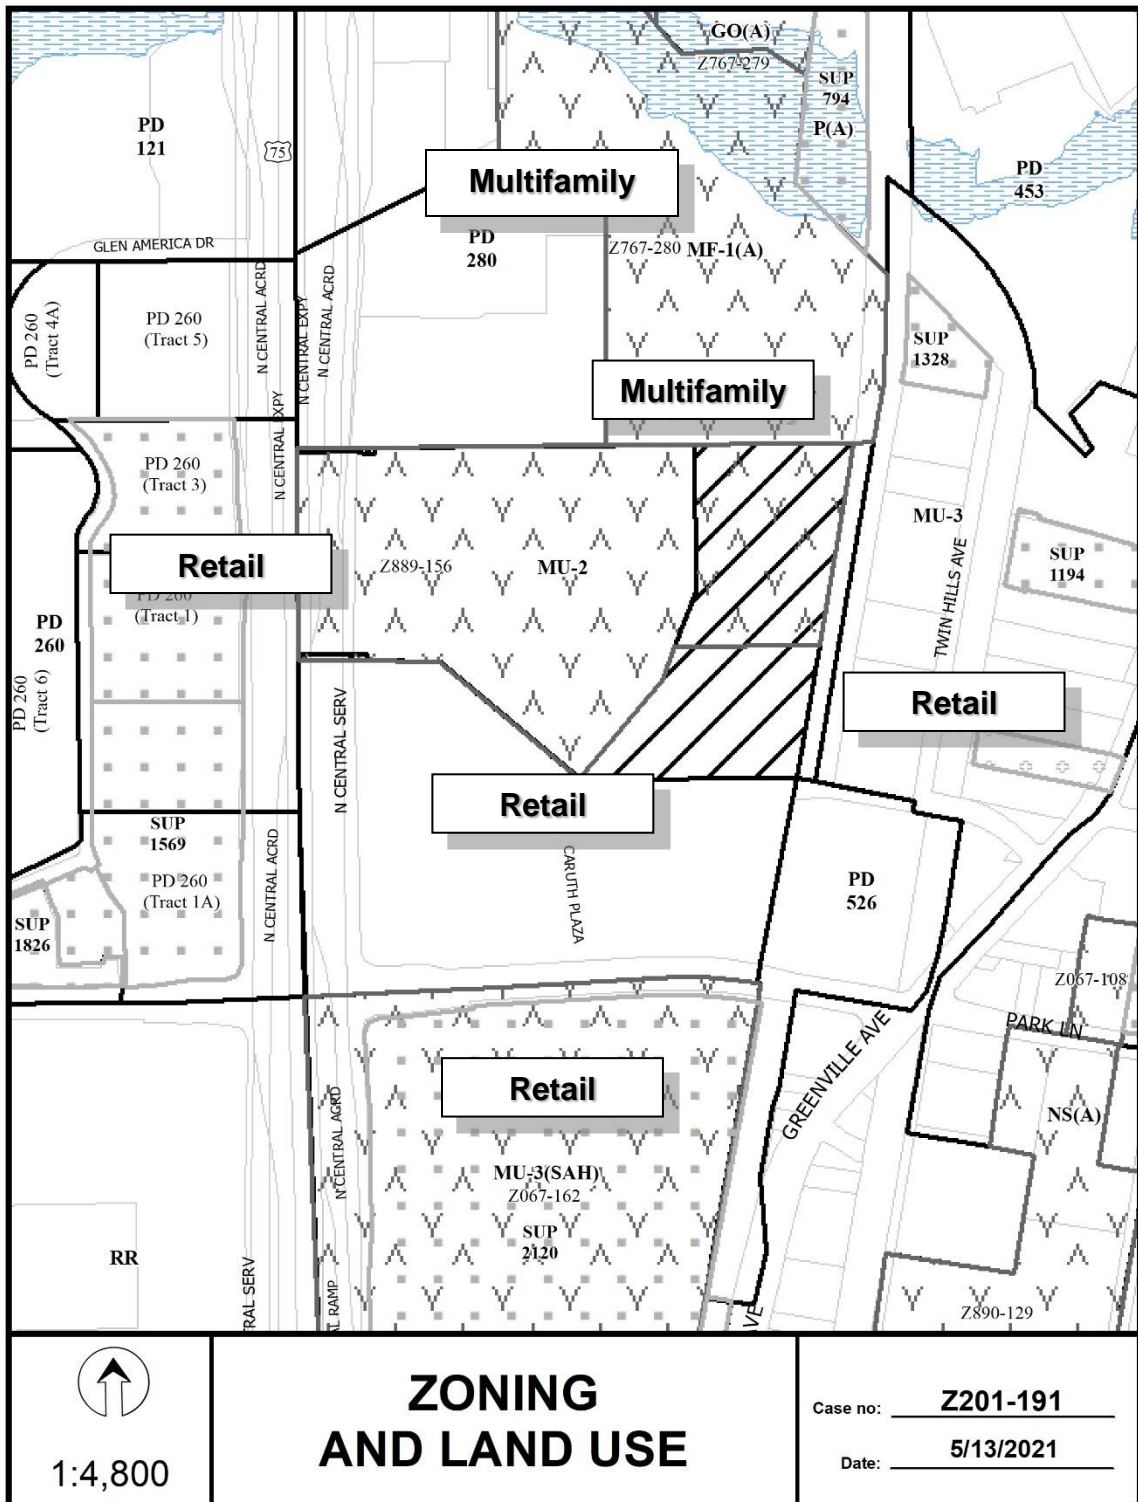 GO(A)
Z767-279
SUP
794
P(A)
PD
121
75
PD
453
Multifamily
PD
280
Z767-280 MF-1(A)
GLEN AMERICA DR
N CENTRAL ACRD
N CENTRAL EXPY
N CENTRAL ACRD
PD 260
(Tract 4A)
PD 260
(Tract 5)
SUP
1328
Multifamily
N CENTRAL EXPY
PD 260
(Tract 3)
MU-3
Retail
Z889-156
MU-2
SUP
1194
PD 260
(Tract 1)
TWIN HILLS AVE
PD
260
PD 260
(Tract 6)
Retail
N CENTRAL SERV
Retail
SUP
1569
N CENTRAL ACRD
CARUTH PLAZA
PD 260
(Tract 1A)
PD
526
SUP
1826
Z067-108
PARK LN
GREENVILLE AVE
Retail
N CENTRAL ACRD
NS(A)
MU-3(SAH)
Z067-162
SUP
2120
RR
TRAL SERV
AL RAMP
AVE
Z890-129
1:4,800
ZONING
AND LAND USE
Case no: Z201-191
Date: 5/13/2021